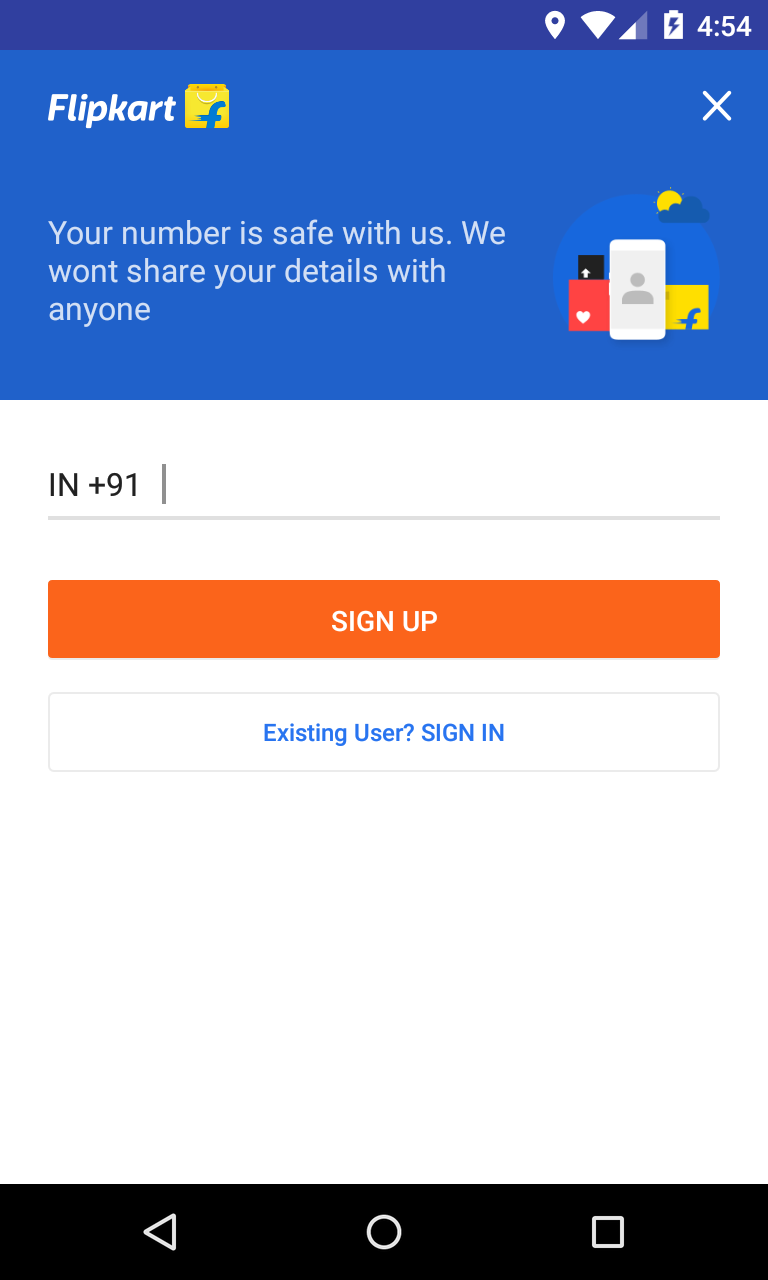 4:54
Flipkart
Your number is safe with us. We
wont share your details with
anyone
IN +91
SIGN UP
Existing User? SIGN IN